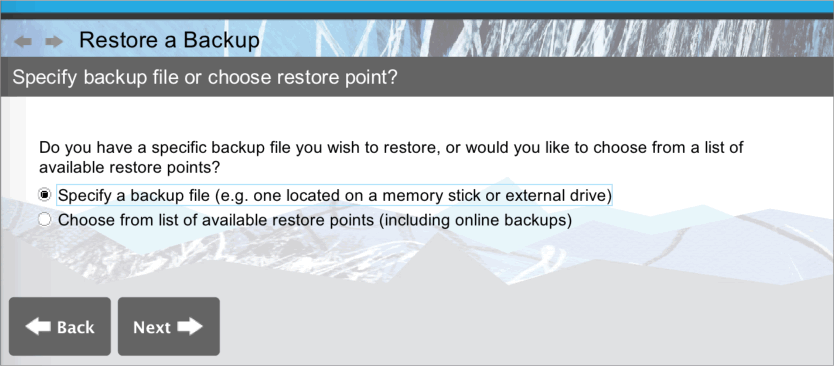 Restore a Backup
Specify backup file or choose restore point?
Do you have a specific backup file you wish to restore, or would you like to choose from a list of
available restore points?
Specify a backup file (e.g. one located on a memory stick or external drive)
Choose from list of available restore points (including online backups)
Back
Next